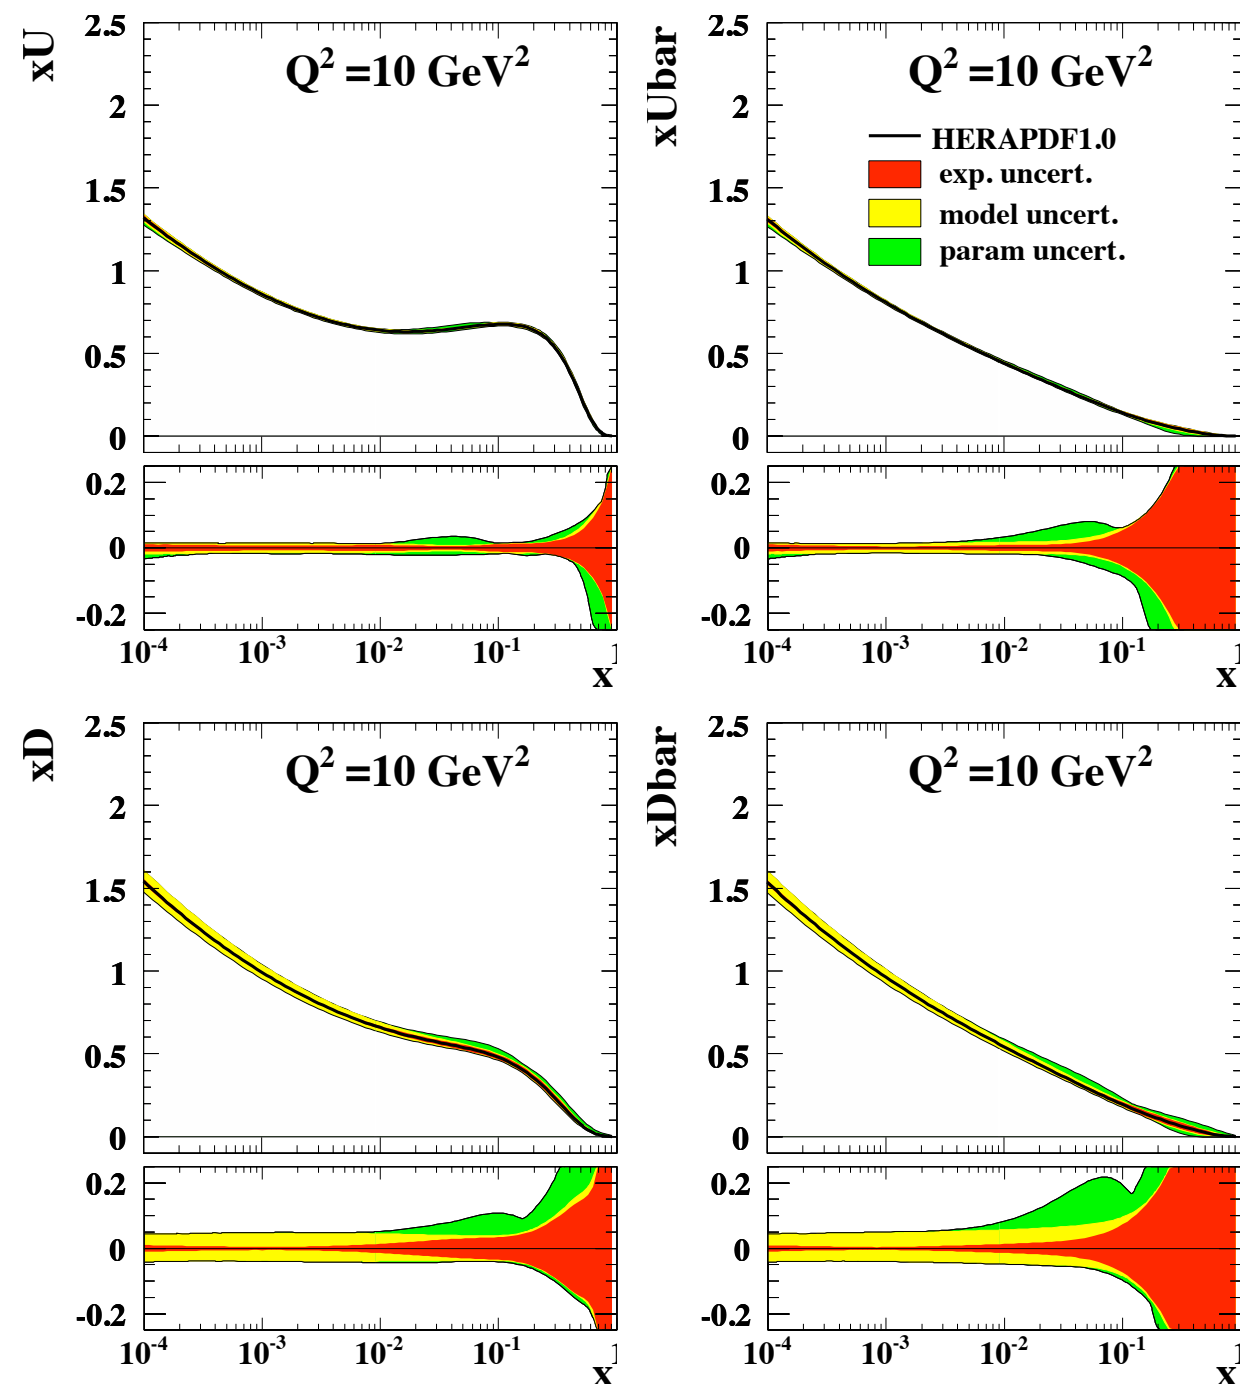 xU
2.5
2
1.5
1
0.5
0
Q² =10 GeV²
0.2
0
-0.2
10⁻⁴ 10⁻³ 10⁻² 10⁻¹ 1
x
xUbar
2.5
2
1.5
1
0.5
0
Q² =10 GeV²
HERAPDF1.0
exp. uncert.
model uncert.
param uncert.
0.2
0
-0.2
10⁻⁴ 10⁻³ 10⁻² 10⁻¹ 1
x
xD
2.5
2
1.5
1
0.5
0
Q² =10 GeV²
0.2
0
-0.2
10⁻⁴ 10⁻³ 10⁻² 10⁻¹ 1
x
xDbar
2.5
2
1.5
1
0.5
0
Q² =10 GeV²
0.2
0
-0.2
10⁻⁴ 10⁻³ 10⁻² 10⁻¹ 1
x